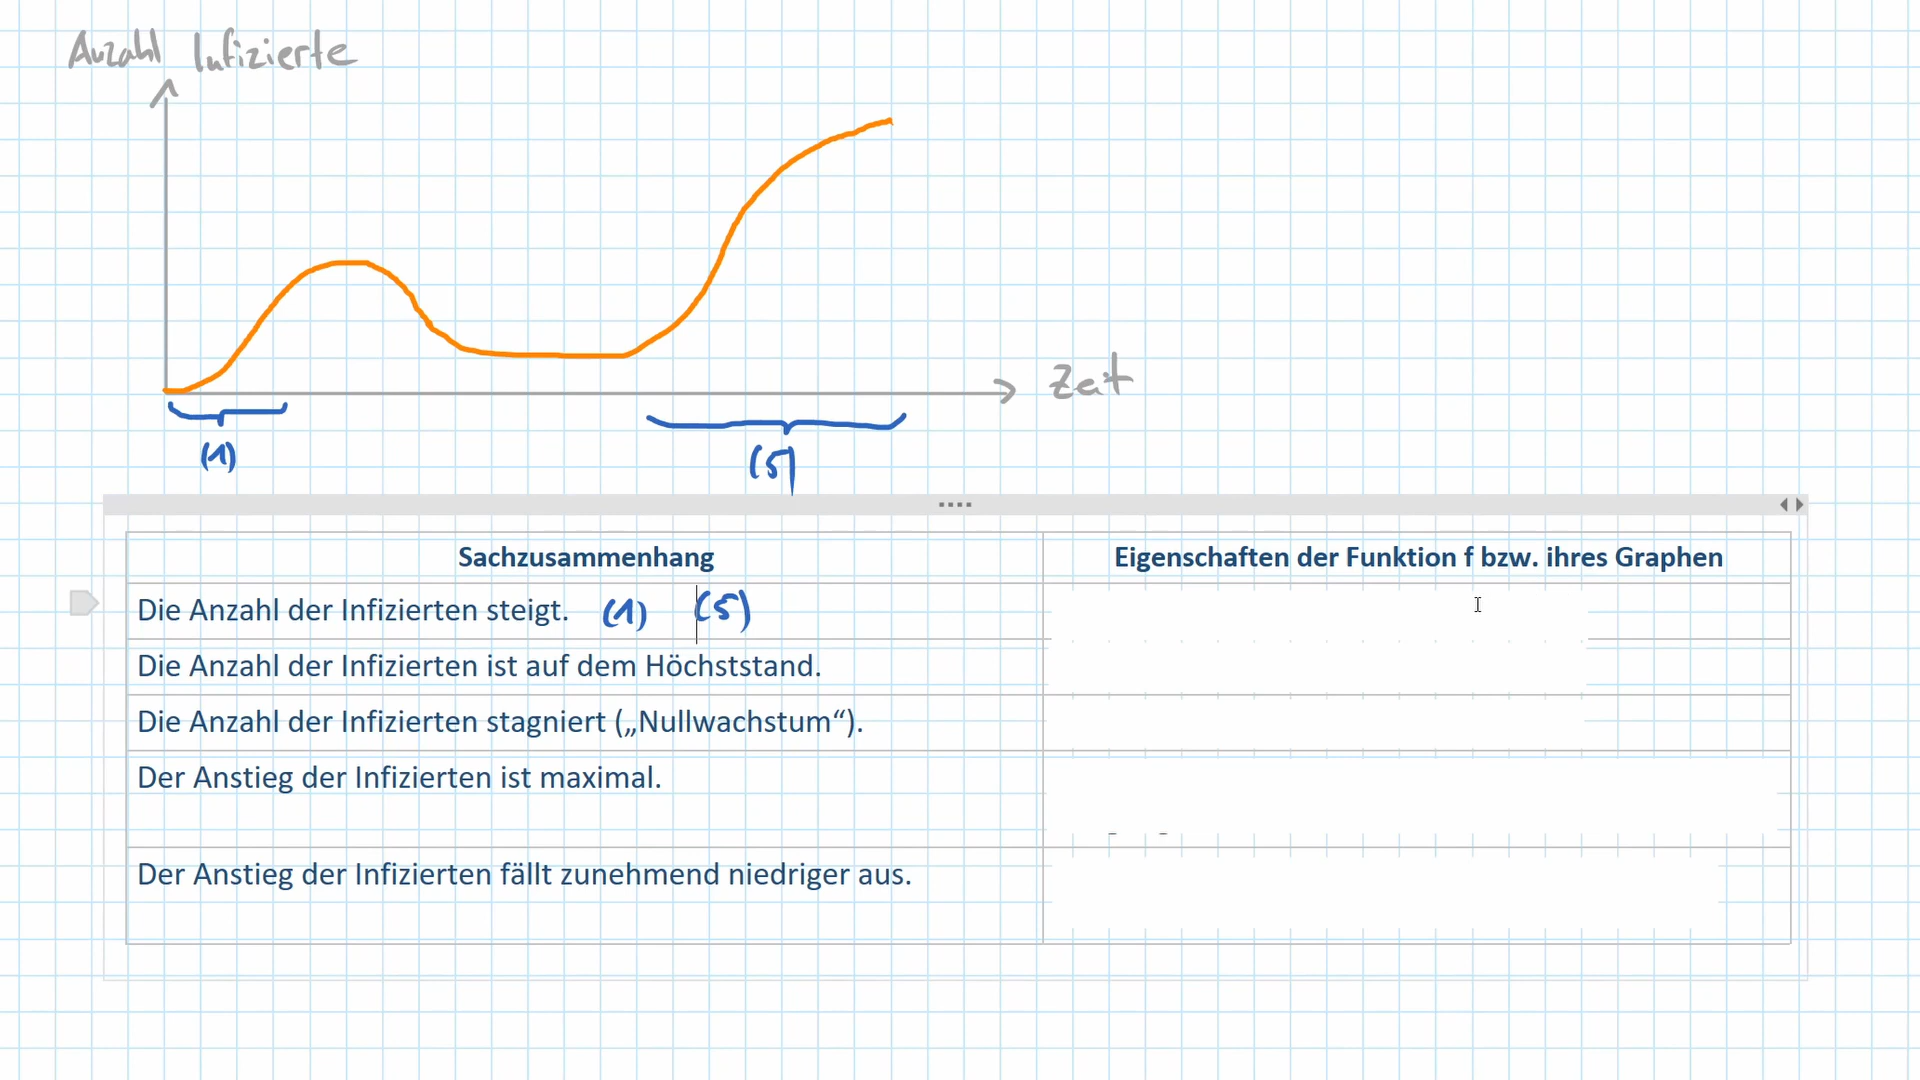 Anzahl Infizierte
Zeit
(1)
(5)
Sachzusammenhang
Eigenschaften der Funktion f bzw. ihres Graphen
Die Anzahl der Infizierten steigt. (1) (5)
Die Anzahl der Infizierten ist auf dem Höchststand.
Die Anzahl der Infizierten stagniert („Nullwachstum“).
Der Anstieg der Infizierten ist maximal.
Der Anstieg der Infizierten fällt zunehmend niedriger aus.